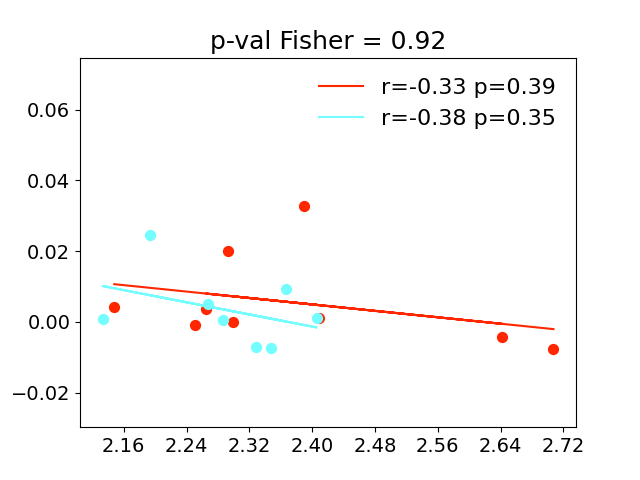 p-val Fisher = 0.92
r=-0.33 p=0.39
r=-0.38 p=0.35
0.06
0.04
0.02
0.00
−0.02
2.16 2.24 2.32 2.40 2.48 2.56 2.64 2.72